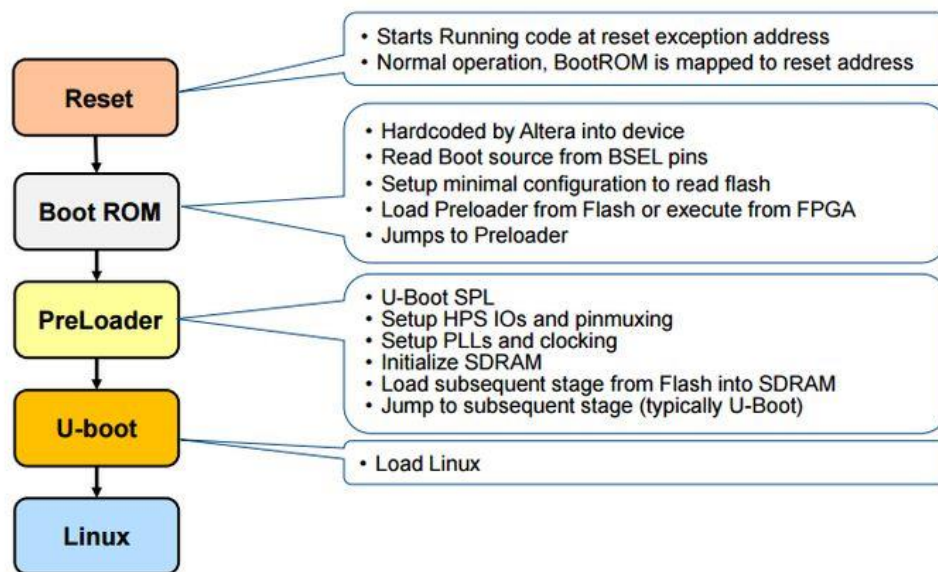 Reset
• Starts Running code at reset exception address
• Normal operation, BootROM is mapped to reset address
Boot ROM
• Hardcoded by Altera into device
• Read Boot source from BSEL pins
• Setup minimal configuration to read flash
• Load Preloader from Flash or execute from FPGA
• Jumps to Preloader
PreLoader
• U-Boot SPL
• Setup HPS IOs and pinmuxing
• Setup PLLs and clocking
• Initialize SDRAM
• Load subsequent stage from Flash into SDRAM
• Jump to subsequent stage (typically U-Boot)
U-boot
• Load Linux
Linux